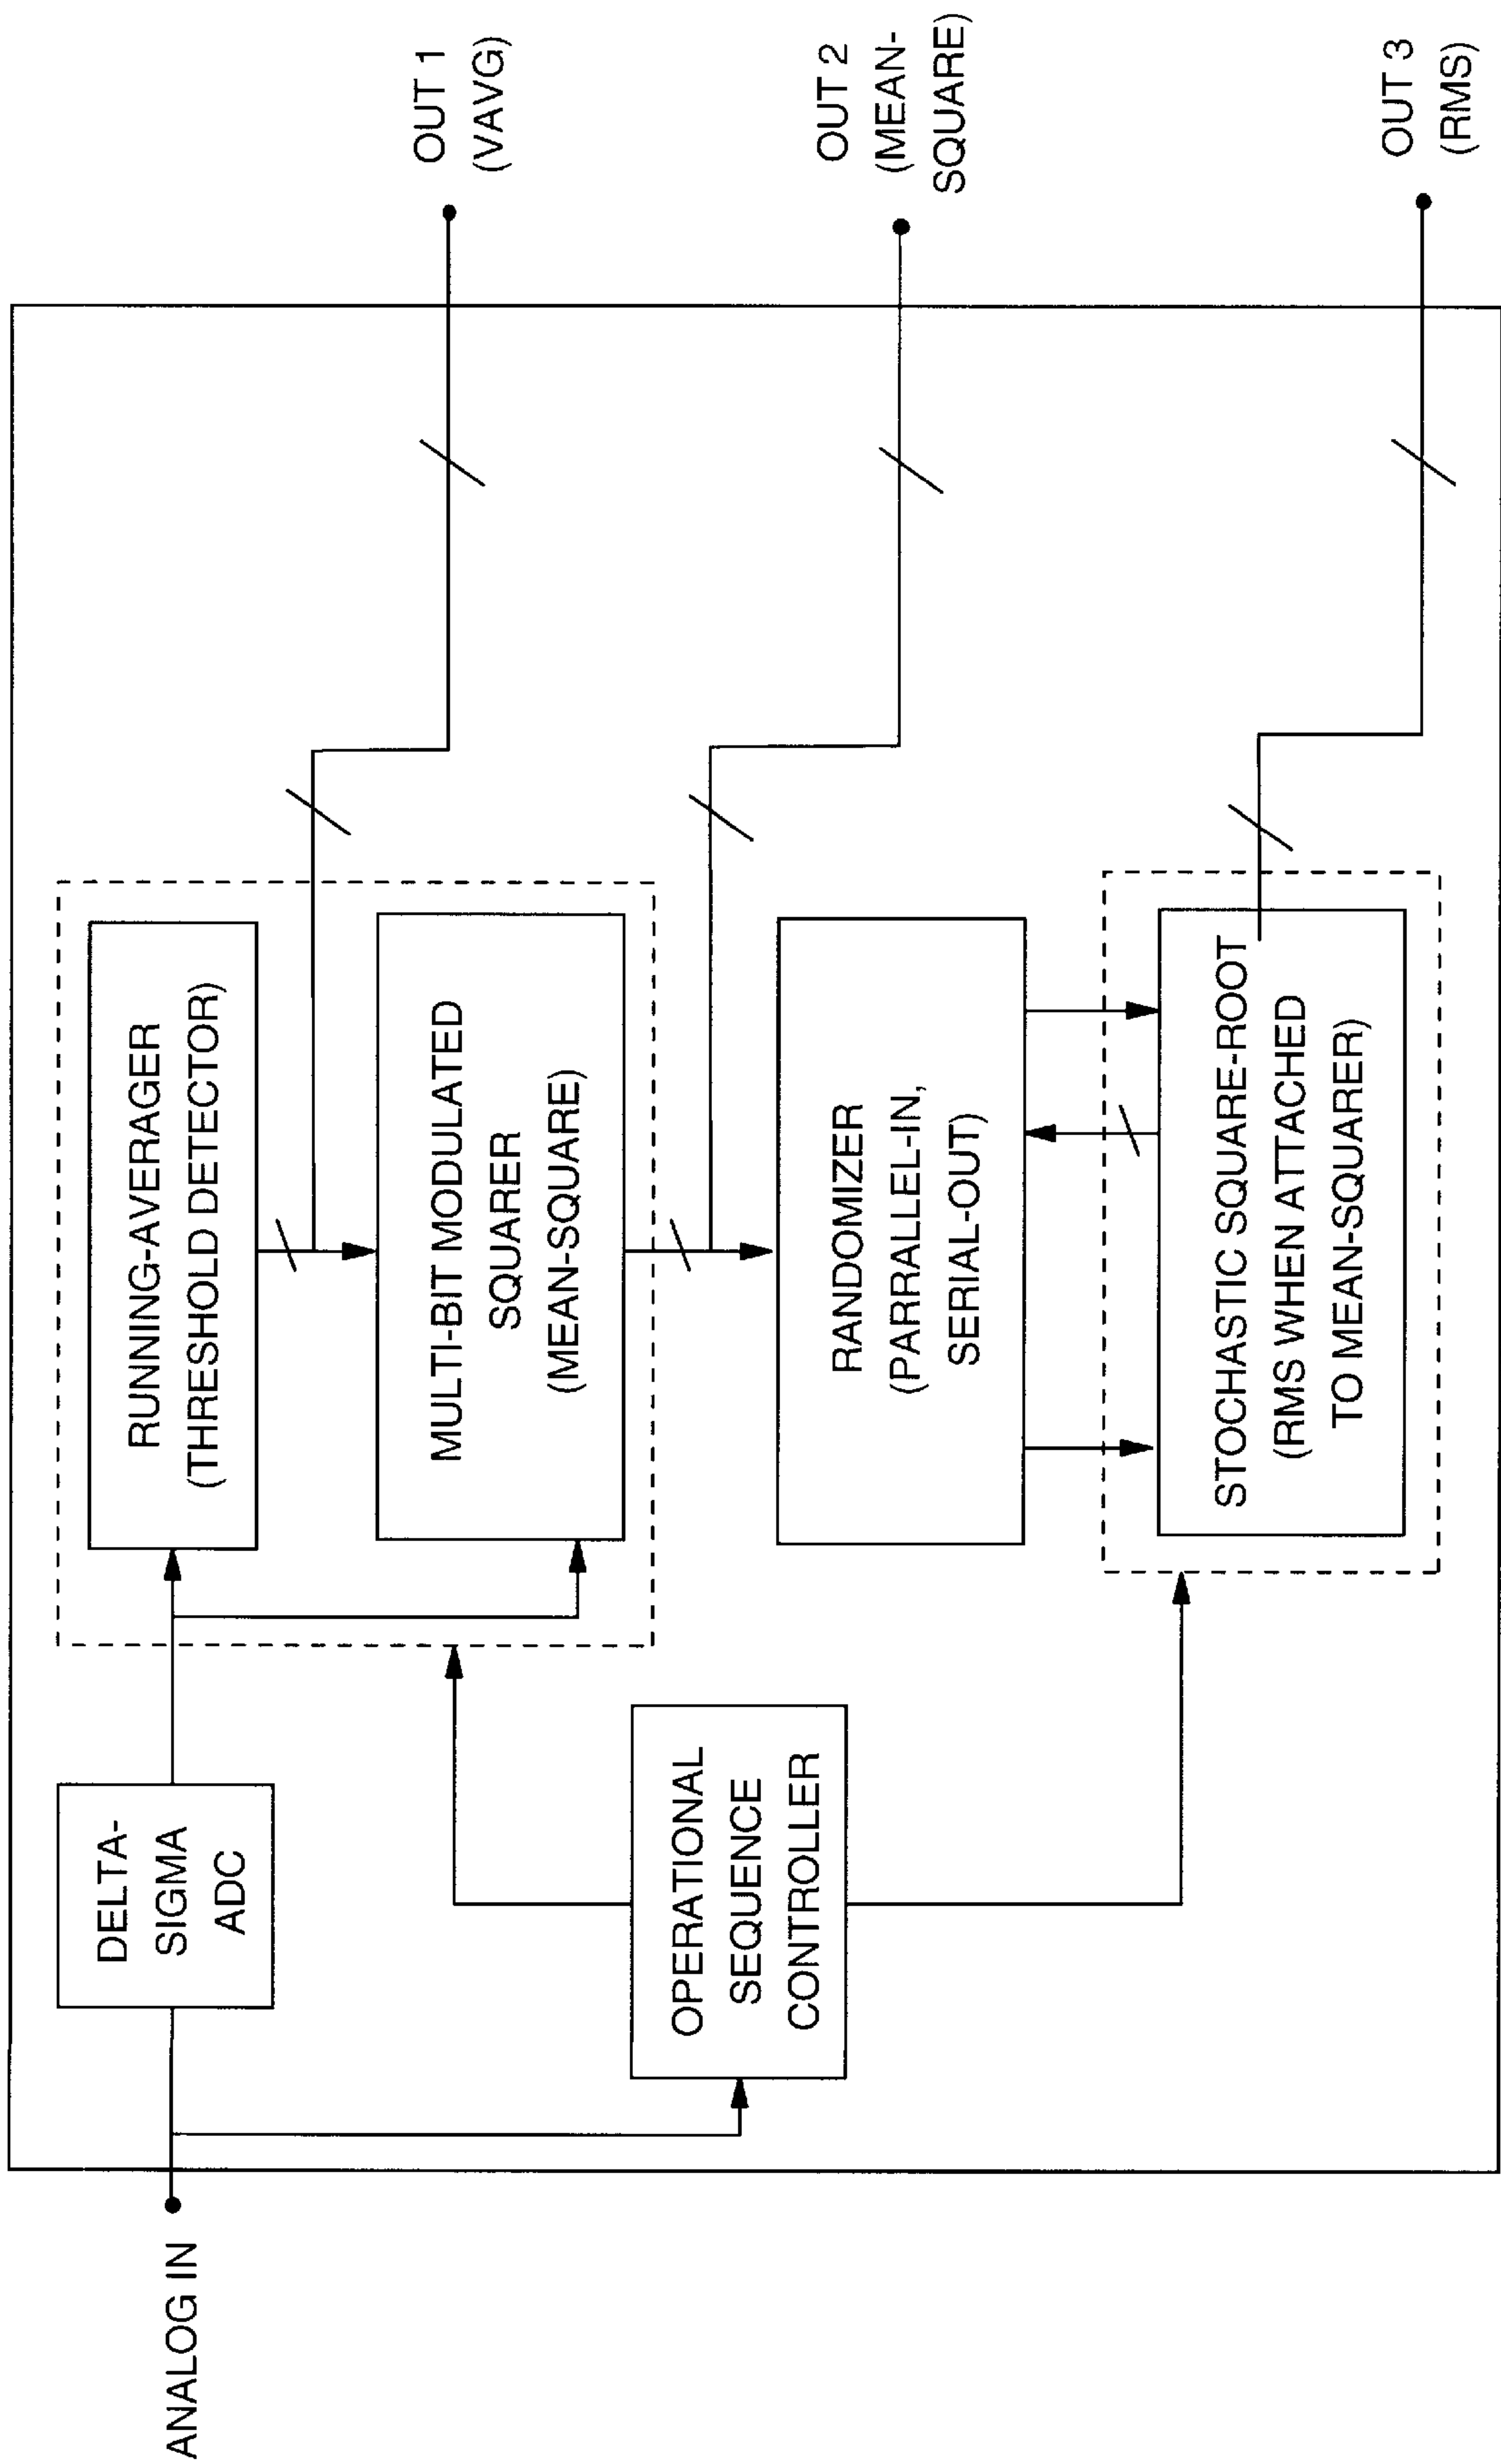 ANALOG IN
DELTA-
SIGMA
ADC
OPERATIONAL
SEQUENCE
CONTROLLER
RUNNING-AVERAGER
(THRESHOLD DETECTOR)
MULTI-BIT MODULATED
SQUARER
(MEAN-SQUARE)
RANDOMIZER
(PARRALLEL-IN,
SERIAL-OUT)
STOCHASTIC SQUARE-ROOT
(RMS WHEN ATTACHED
TO MEAN-SQUARER)
OUT 1
(VAVG)
OUT 2
(MEAN-
SQUARE)
OUT 3
(RMS)